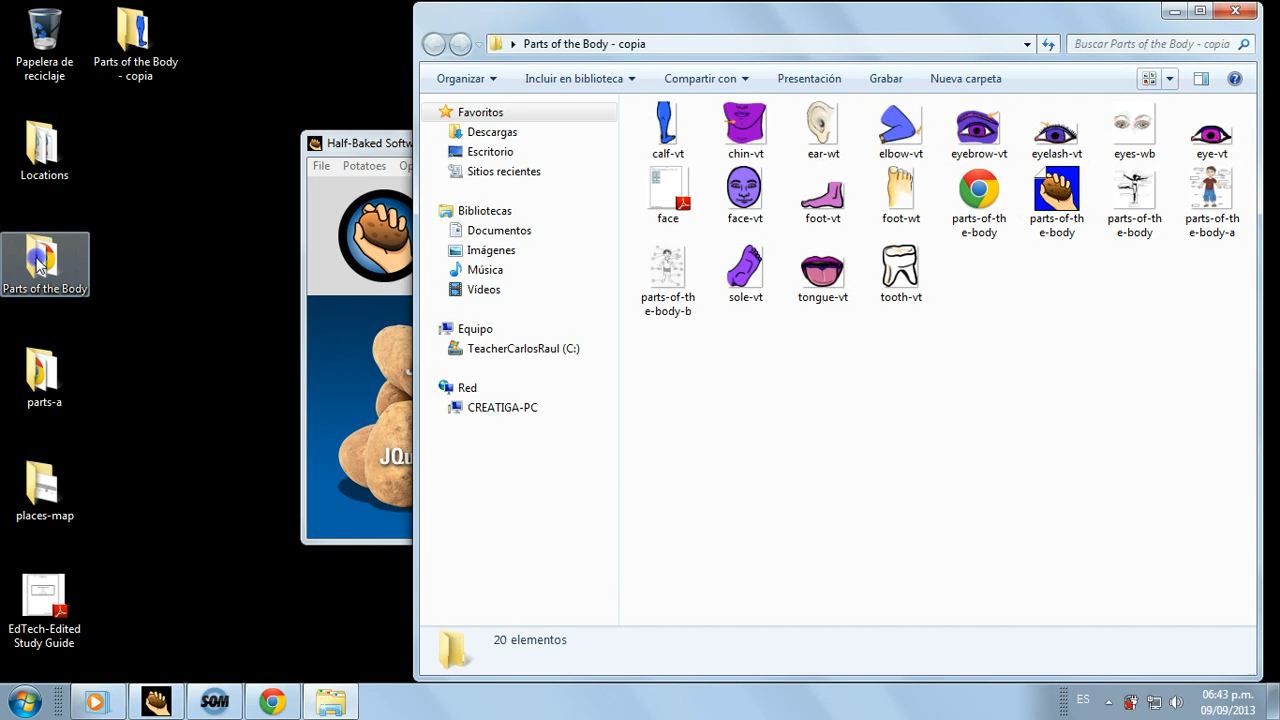 Papelera de
reciclaje
Parts of the Body
- copia
Locations
Parts of the Body
parts-a
places-map
EdTech-Edited
Study Guide
Half-Baked Softw
File Potatoes Op
JQu
Parts of the Body - copia
Buscar Parts of the Body - copia
Organizar Incluir en biblioteca Compartir con Presentación Grabar Nueva carpeta
Favoritos
Descargas
Escritorio
Sitios recientes
Bibliotecas
Documentos
Imágenes
Música
Vídeos
Equipo
TeacherCarlosRaul (C:)
Red
CREATIGA-PC
calf-vt chin-vt ear-wt elbow-vt eyebrow-vt eyelash-vt eyes-wb eye-vt
face face-vt foot-vt foot-wt parts-of-th parts-of-the parts-of-the parts-of-th
e-body -body -body e-body-a
parts-of-th sole-vt tongue-vt tooth-vt
e-body-b
20 elementos
SOM
ES
06:43 p.m.
09/09/2013